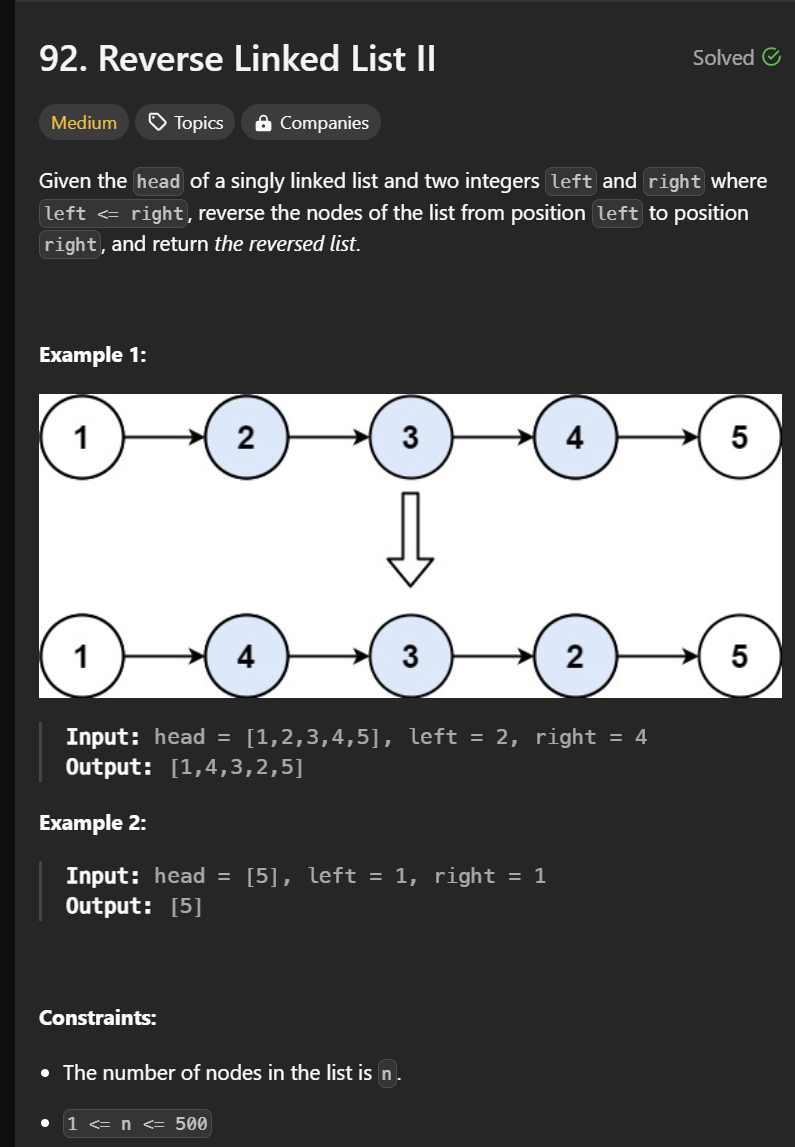 92. Reverse Linked List II
Solved
Medium
Topics
Companies
Given the head of a singly linked list and two integers left and right where
left <= right, reverse the nodes of the list from position left to position
right, and return the reversed list.
Example 1:
1 2 3 4 5
1 4 3 2 5
Input: head = [1,2,3,4,5], left = 2, right = 4
Output: [1,4,3,2,5]
Example 2:
Input: head = [5], left = 1, right = 1
Output: [5]
Constraints:
• The number of nodes in the list is n.
• 1 <= n <= 500